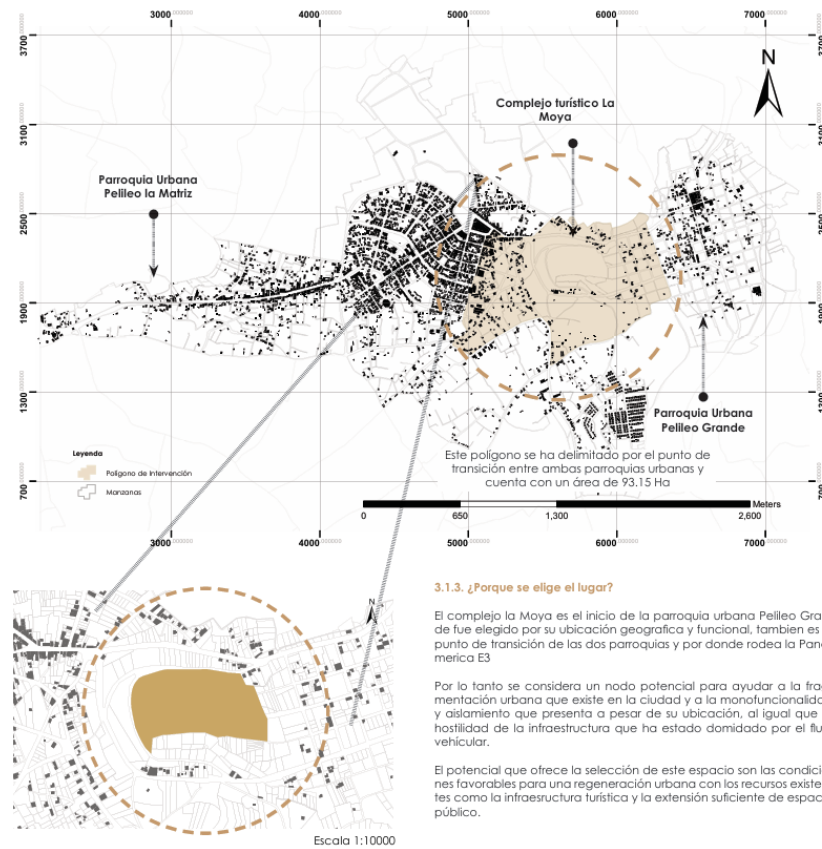 3000
4000
5000
6000
7000
3700
3100
2500
1900
1300
700
N
Complejo turístico La
Moya
Parroquia Urbana
Pelileo la Matriz
Parroquia Urbana
Pelileo Grande
Leyenda
Polígono de Intervención
Manzanas
Este polígono se ha delimitado por el punto de
transición entre ambas parroquias urbanas y
cuenta con un área de 93.15 Ha
Meters
0 650 1,300 2,600
3000
4000
5000
6000
7000
N
Escala 1:10000
3.1.3. ¿Porque se elige el lugar?
El complejo la Moya es el inicio de la parroquia urbana Pelileo Gra
de fue elegido por su ubicación geografica y funcional, tambien es
punto de transición de las dos parroquias y por donde rodea la Pan
merica E3
Por lo tanto se considera un nodo potencial para ayudar a la frag
mentación urbana que existe en la ciudad y a la monofuncionalida
y aislamiento que presenta a pesar de su ubicación, al igual que
hostilidad de la infraestructura que ha estado domidado por el flu
vehícular.
El potencial que ofrece la selección de este espacio son las condicio
nes favorables para una regeneración urbana con los recursos existe
tes como la infraesructura turística y la extensión suficiente de espac
público.